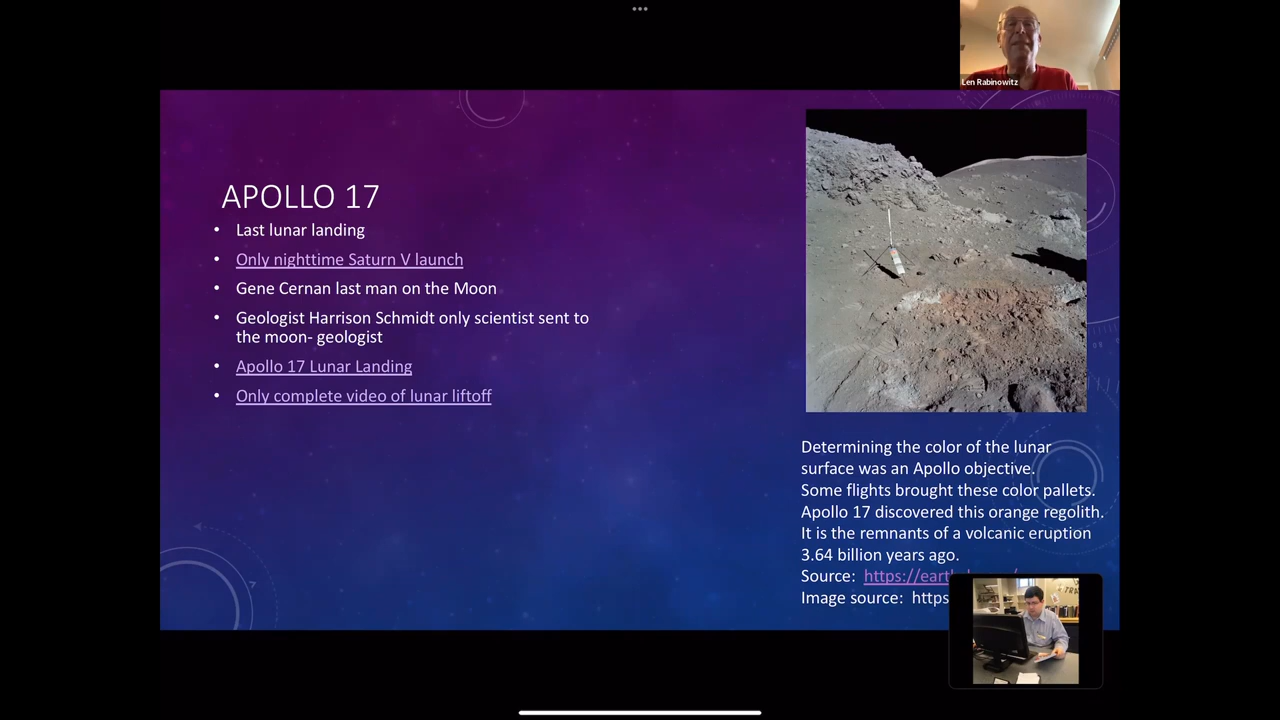 Len Rabinowitz
APOLLO 17
• Last lunar landing
• Only nighttime Saturn V launch
• Gene Cernan last man on the Moon
• Geologist Harrison Schmidt only scientist sent to
the moon- geologist
• Apollo 17 Lunar Landing
• Only complete video of lunar liftoff
Determining the color of the lunar
surface was an Apollo objective.
Some flights brought these color pallets.
Apollo 17 discovered this orange regolith.
It is the remnants of a volcanic eruption
3.64 billion years ago.
Source:
Image source: https